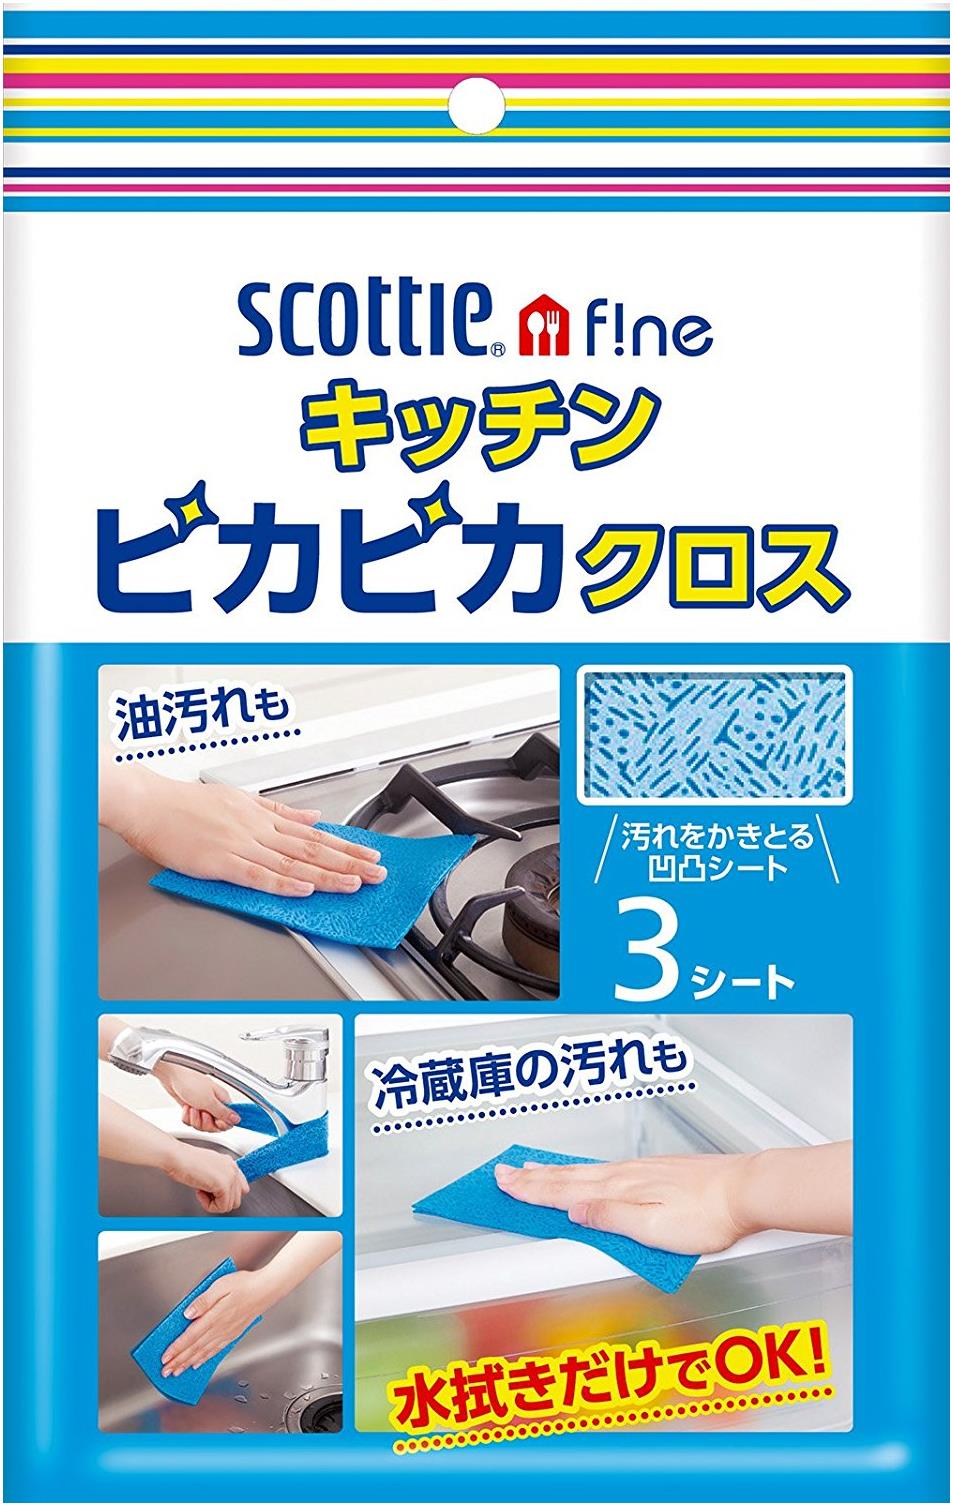 scottie® f!ne
キッチン
ピカピカクロス
油汚れも
汚れをかきとる
凹凸シート
3シート
冷蔵庫の汚れも
水拭きだけでOK!